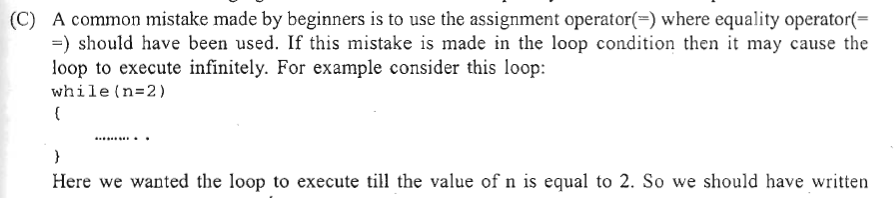 (C) A common mistake made by beginners is to use the assignment operator(=) where equality operator(=
=) should have been used. If this mistake is made in the loop condition then it may cause the
loop to execute infinitely. For example consider this loop:
while(n=2)
{
.......... . .
}
Here we wanted the loop to execute till the value of n is equal to 2. So we should have written